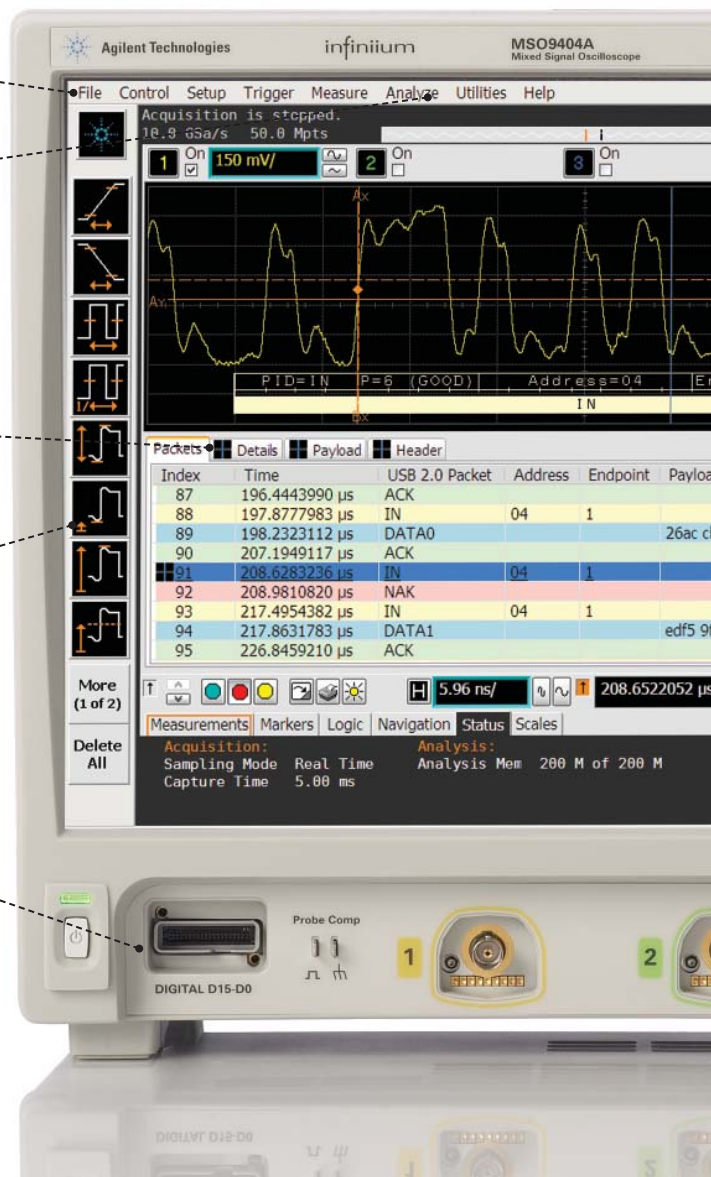 Agilent Technologies infiniium MSO9404A
Mixed Signal Oscilloscope
File Control Setup Trigger Measure Analyze Utilities Help
Acquisition is stopped.
10.0 GSa/s 50.0 Mpts
1 On 150 mV/ 2 On 3 On
Ax
Ay
PID=IN P=6 (GOOD) Address=04
IN
Bx
Packets Details Payload Header
Index Time USB 2.0 Packet Address Endpoint
87 196.4443990 µs ACK
88 197.8777983 µs IN 04 1
89 198.2323112 µs DATA0 26ac
90 207.1949117 µs ACK
91 208.6283236 µs IN 04 1
92 208.9810820 µs NAK
93 217.4954382 µs IN 04 1
94 217.8631783 µs DATA1 edf5
95 226.8459210 µs ACK
1/
More
(1 of 2)
Delete
All
H 5.96 ns/ 208.6522052 µs
Measurements Markers Logic Navigation Status Scales
Acquisition: Analysis:
Sampling Mode Real Time Analysis Mem 200 M of 200 M
Capture Time 5.00 ms
Probe Comp
1 2
DIGITAL D15-D0